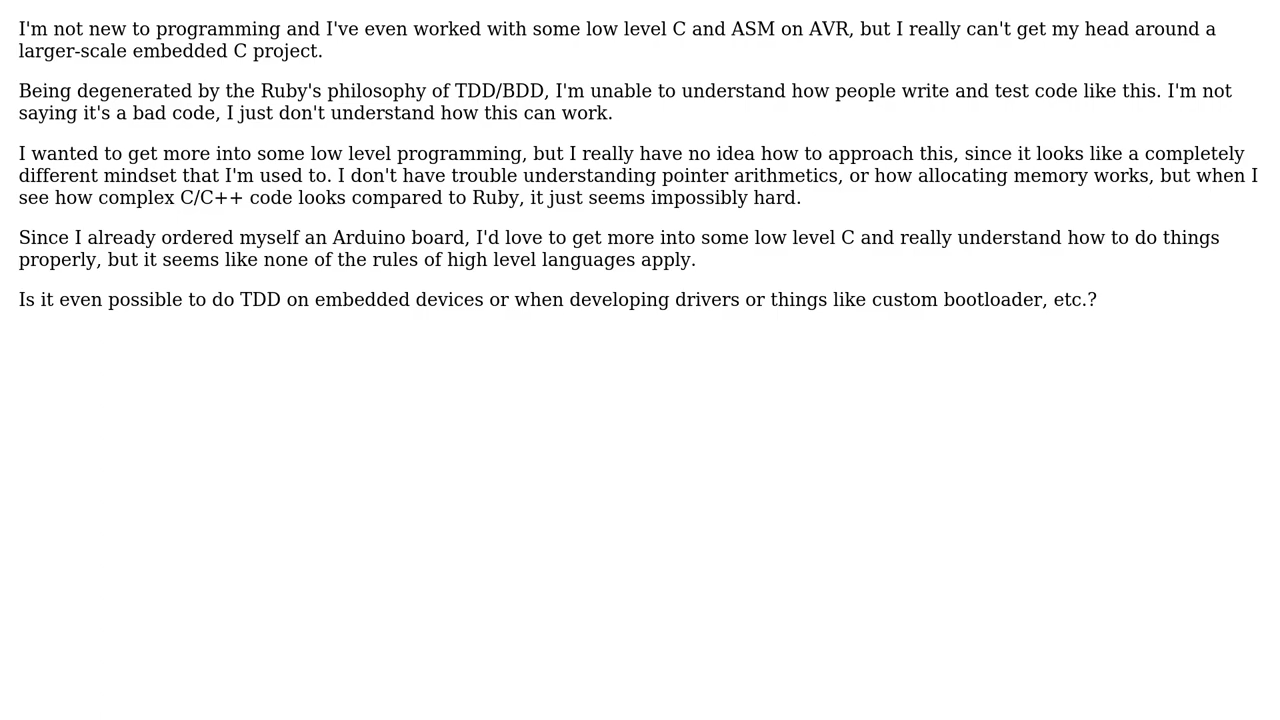 I'm not new to programming and I've even worked with some low level C and ASM on AVR, but I really can't get my head around a
larger-scale embedded C project.
Being degenerated by the Ruby's philosophy of TDD/BDD, I'm unable to understand how people write and test code like this. I'm not
saying it's a bad code, I just don't understand how this can work.
I wanted to get more into some low level programming, but I really have no idea how to approach this, since it looks like a completely
different mindset that I'm used to. I don't have trouble understanding pointer arithmetics, or how allocating memory works, but when I
see how complex C/C++ code looks compared to Ruby, it just seems impossibly hard.
Since I already ordered myself an Arduino board, I'd love to get more into some low level C and really understand how to do things
properly, but it seems like none of the rules of high level languages apply.
Is it even possible to do TDD on embedded devices or when developing drivers or things like custom bootloader, etc.?